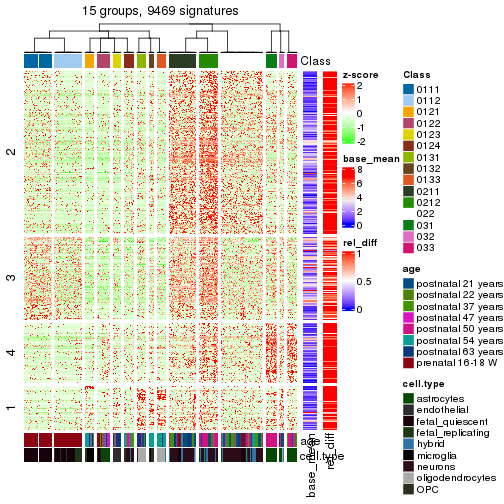 15 groups, 9469 signatures
Class
2
3
4
1
age
cell.type
base_mean
rel_diff
z-score
2
1
0
-1
-2
base_mean
8
6
4
2
0
rel_diff
1
0.5
0
Class
0111
0112
0121
0122
0123
0124
0131
0132
0133
0211
0212
022
031
032
033
age
postnatal 21 years
postnatal 22 years
postnatal 37 years
postnatal 47 years
postnatal 50 years
postnatal 54 years
postnatal 63 years
prenatal 16-18 W
cell.type
astrocytes
endothelial
fetal_quiescent
fetal_replicating
hybrid
microglia
neurons
oligodendrocytes
OPC